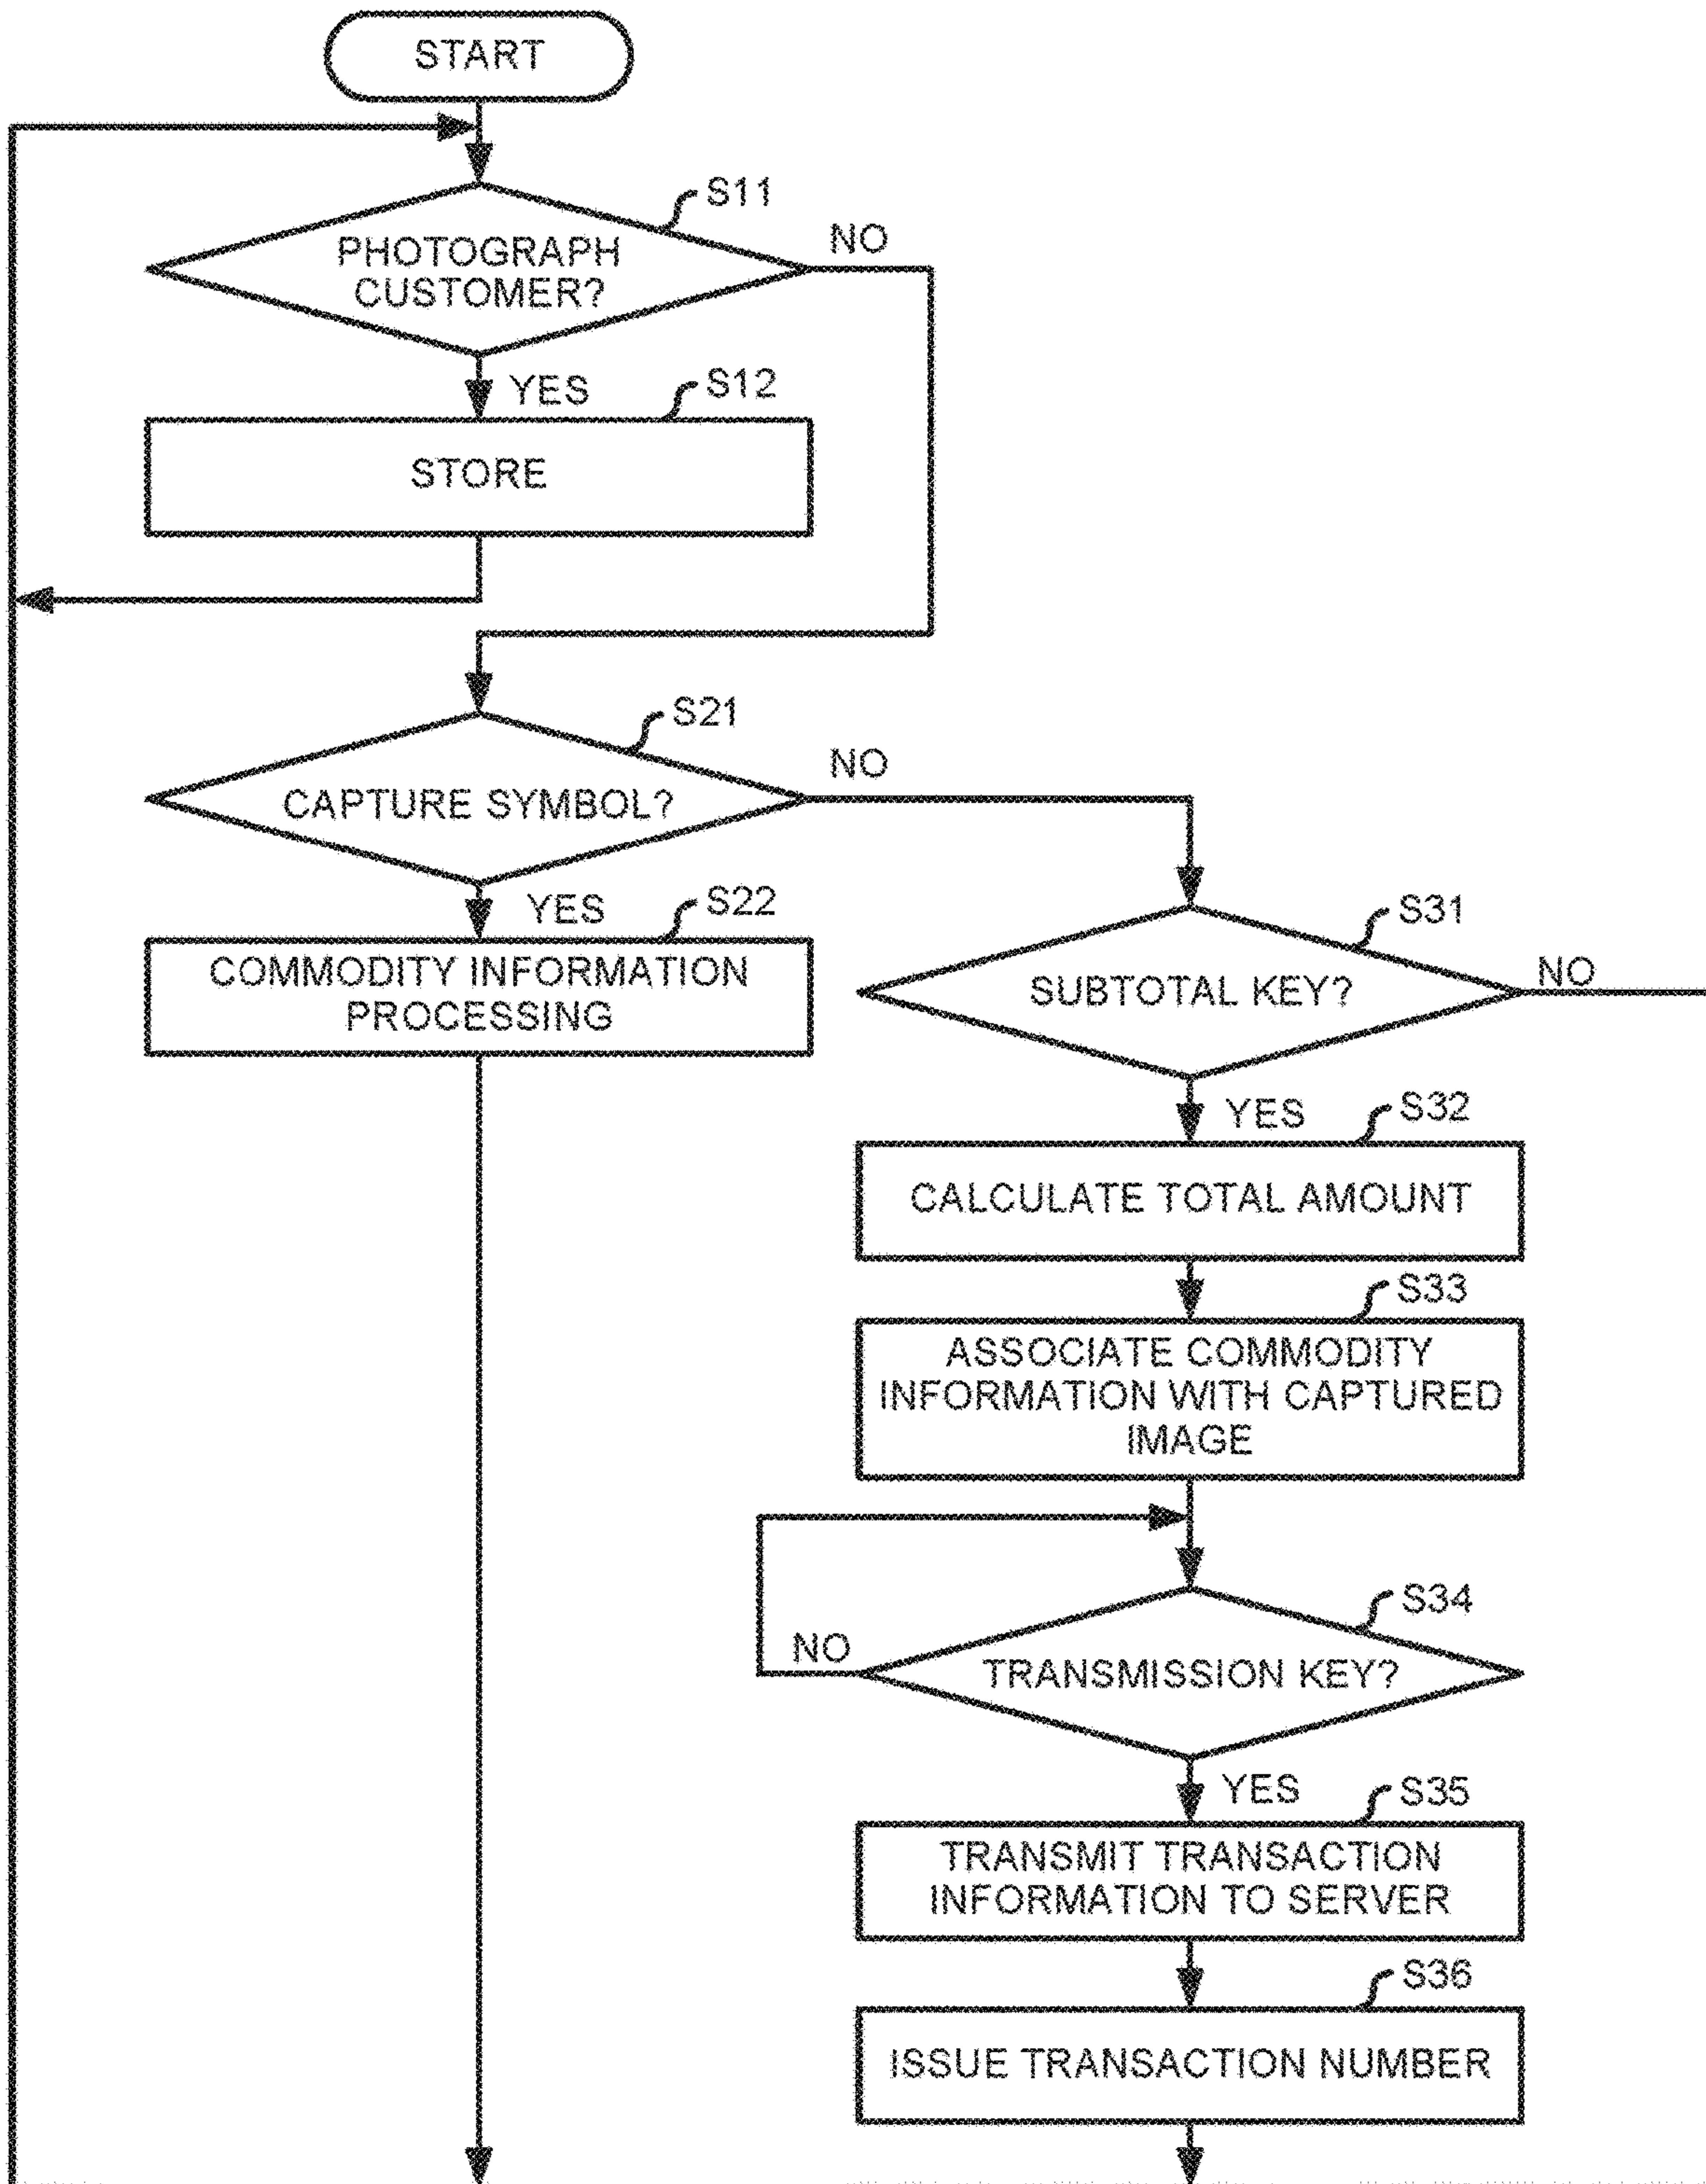 START
S11
PHOTOGRAPH
CUSTOMER?
NO
YES
S12
STORE
S21
CAPTURE SYMBOL?
NO
YES
S22
COMMODITY INFORMATION
PROCESSING
S31
SUBTOTAL KEY?
NO
YES
S32
CALCULATE TOTAL AMOUNT
S33
ASSOCIATE COMMODITY
INFORMATION WITH CAPTURED
IMAGE
S34
NO
TRANSMISSION KEY?
YES
S35
TRANSMIT TRANSACTION
INFORMATION TO SERVER
S36
ISSUE TRANSACTION NUMBER